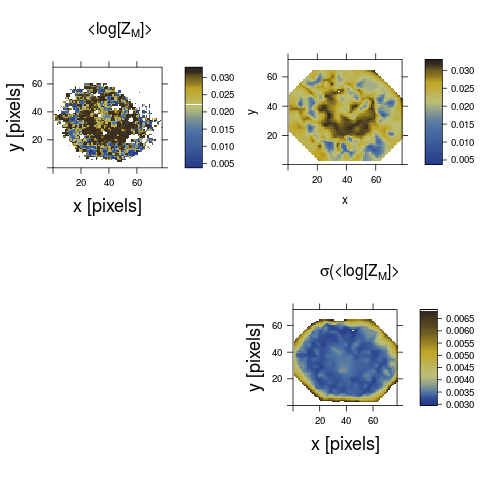 <log[Z_M]>
60
40
20
20 40 60
x [pixels]
y [pixels]
0.030
0.025
0.020
0.015
0.010
0.005
60
40
20
20 40 60
x
y
0.030
0.025
0.020
0.015
0.010
0.005
σ(<log[Z_M]>
60
40
20
20 40 60
x [pixels]
y [pixels]
0.0065
0.0060
0.0055
0.0050
0.0045
0.0040
0.0035
0.0030